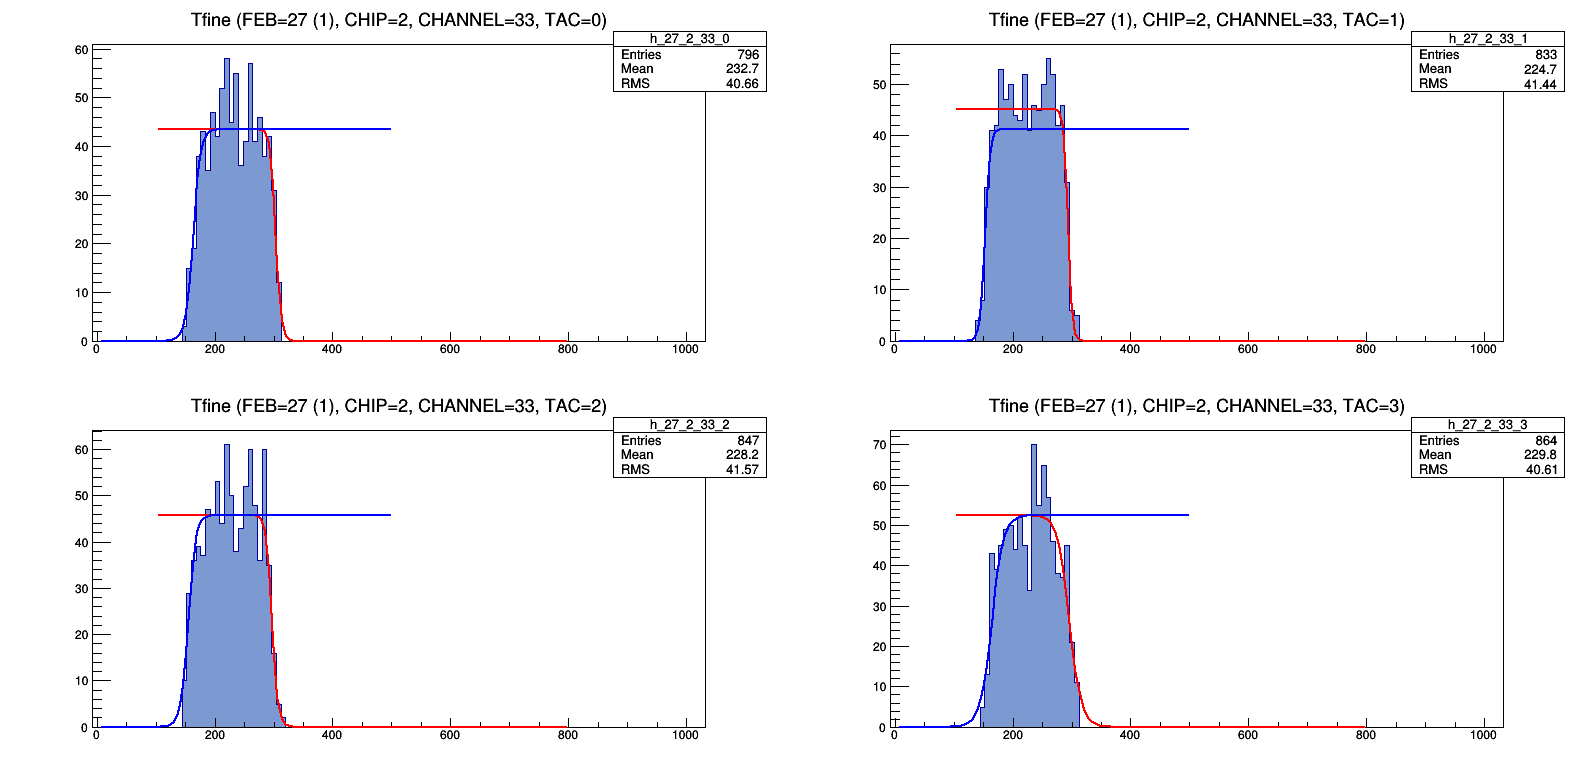 Tfine (FEB=27 (1), CHIP=2, CHANNEL=33, TAC=0)
h_27_2_33_0
Entries 796
Mean 232.7
RMS 40.66
60
50
40
30
20
10
0
0 200 400 600 800 1000
Tfine (FEB=27 (1), CHIP=2, CHANNEL=33, TAC=1)
h_27_2_33_1
Entries 833
Mean 224.7
RMS 41.44
50
40
30
20
10
0
0 200 400 600 800 1000
Tfine (FEB=27 (1), CHIP=2, CHANNEL=33, TAC=2)
h_27_2_33_2
Entries 847
Mean 228.2
RMS 41.57
60
50
40
30
20
10
0
0 200 400 600 800 1000
Tfine (FEB=27 (1), CHIP=2, CHANNEL=33, TAC=3)
h_27_2_33_3
Entries 864
Mean 229.8
RMS 40.61
70
60
50
40
30
20
10
0
0 200 400 600 800 1000